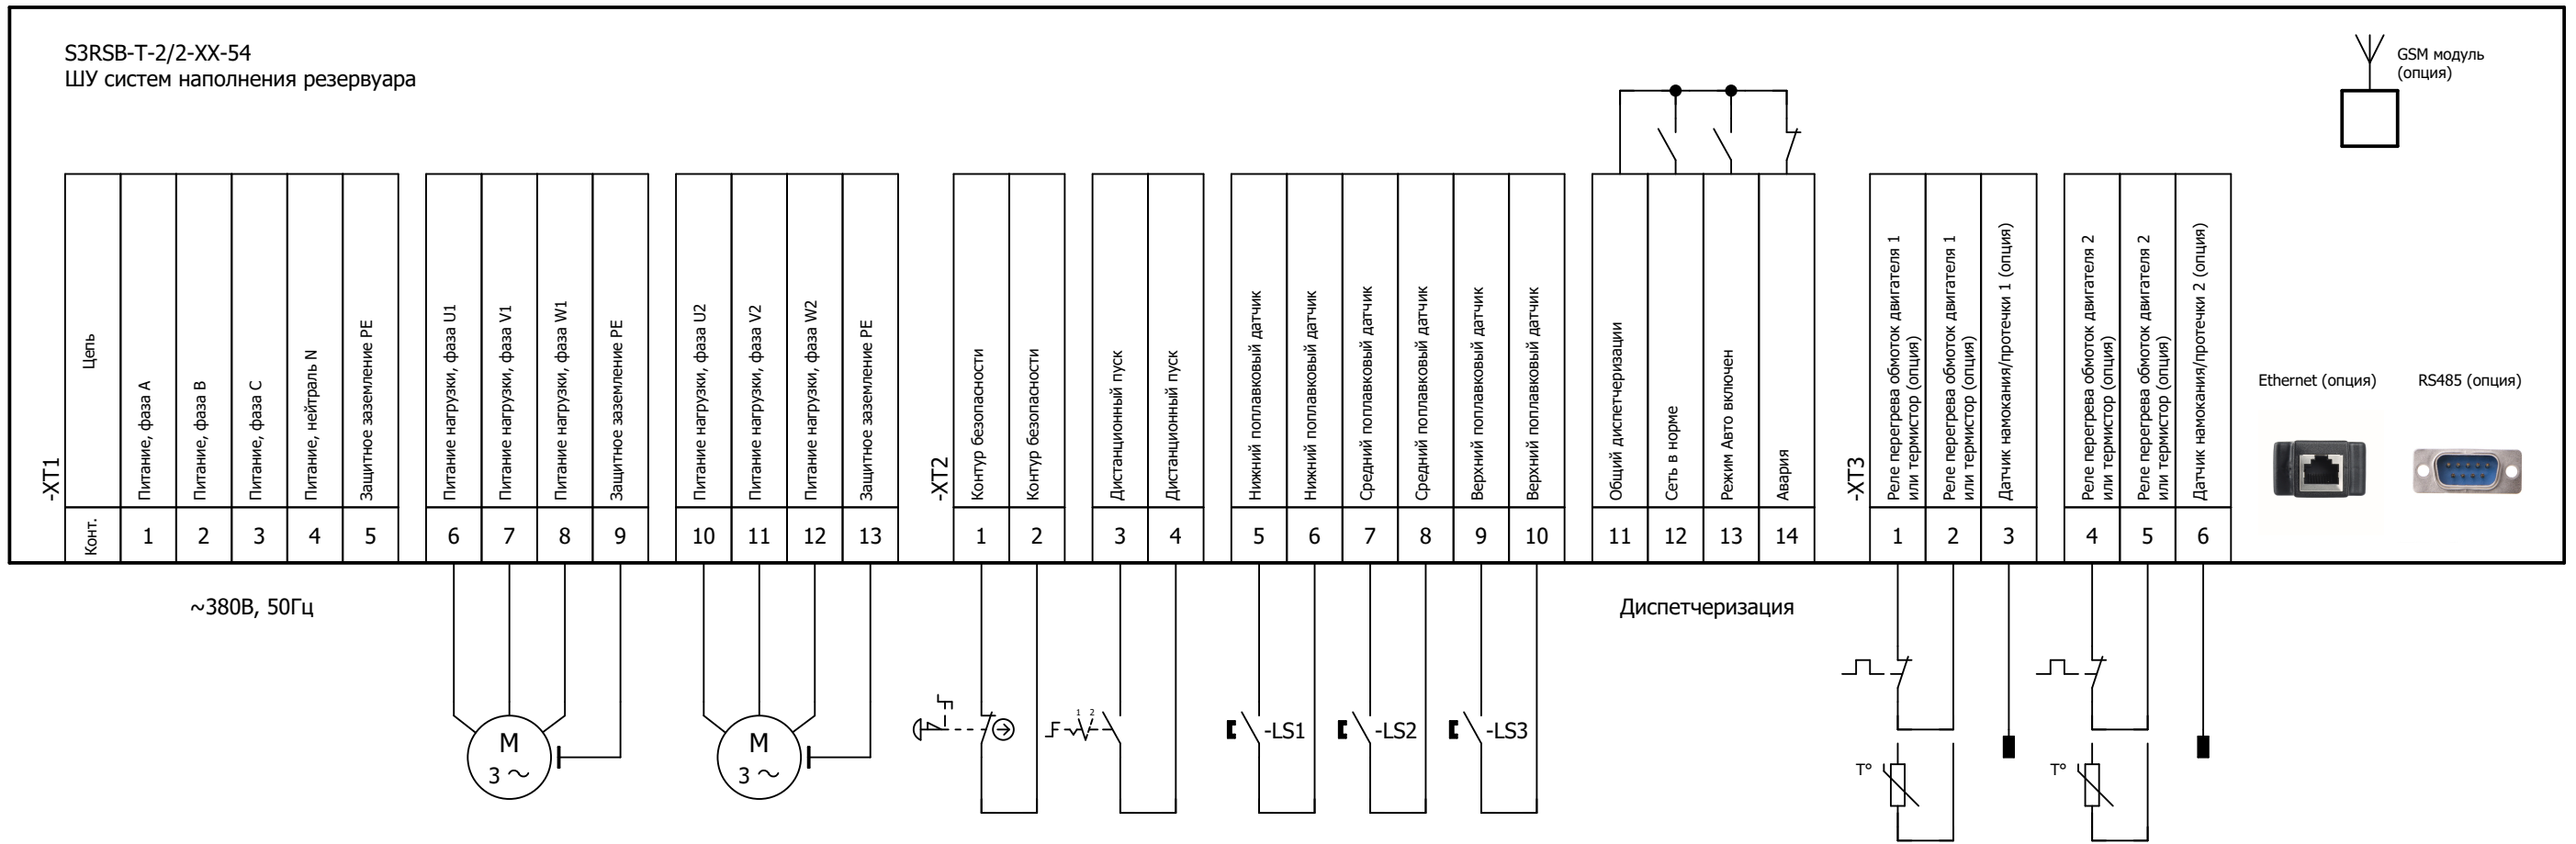 S3RSB-T-2/2-XX-54
ШУ систем наполнения резервуара
GSM модуль
(опция)
-XT1
Цепь
Питание, фаза A
Питание, фаза B
Питание, фаза C
Питание, нейтраль N
Защитное заземление PE
Питание нагрузки, фаза U1
Питание нагрузки, фаза V1
Питание нагрузки, фаза W1
Защитное заземление PE
Питание нагрузки, фаза U2
Питание нагрузки, фаза V2
Питание нагрузки, фаза W2
Защитное заземление PE
Конт.
1
2
3
4
5
6
7
8
9
10
11
12
13
-XT2
Контур безопасности
Контур безопасности
Дистанционный пуск
Дистанционный пуск
Нижний поплавковый датчик
Нижний поплавковый датчик
Средний поплавковый датчик
Средний поплавковый датчик
Верхний поплавковый датчик
Верхний поплавковый датчик
Общий диспетчеризации
Сеть в норме
Режим Авто включен
Авария
1
2
3
4
5
6
7
8
9
10
11
12
13
14
-XT3
Реле перегрева обмоток двигателя 1
или термистор (опция)
Реле перегрева обмоток двигателя 1
или термистор (опция)
Датчик намокания/протечки 1 (опция)
Реле перегрева обмоток двигателя 2
или термистор (опция)
Реле перегрева обмоток двигателя 2
или термистор (опция)
Датчик намокания/протечки 2 (опция)
1
2
3
4
5
6
Ethernet (опция)
RS485 (опция)
~380В, 50Гц
Диспетчеризация
M
3 ~
M
3 ~
1 2
-LS1
-LS2
-LS3
T°
T°